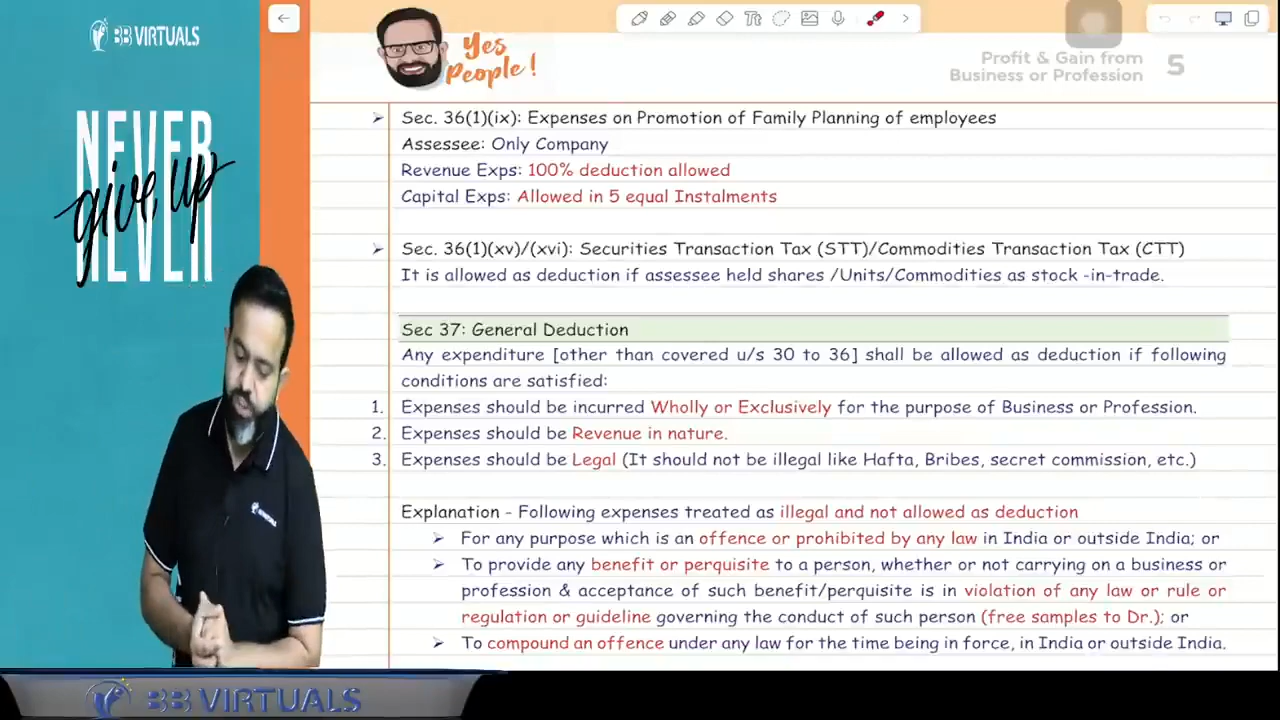 BB VIRTUALS
NEVER
give up
NEVER
Yes
People!
Profit & Gain from
Business or Profession 5
➢ Sec. 36(1)(ix): Expenses on Promotion of Family Planning of employees
Assessee: Only Company
Revenue Exps: 100% deduction allowed
Capital Exps: Allowed in 5 equal Instalments
➢ Sec. 36(1)(xv)/(xvi): Securities Transaction Tax (STT)/Commodities Transaction Tax (CTT)
It is allowed as deduction if assessee held shares /Units/Commodities as stock -in-trade.
Sec 37: General Deduction
Any expenditure [other than covered u/s 30 to 36] shall be allowed as deduction if following
conditions are satisfied:
1. Expenses should be incurred Wholly or Exclusively for the purpose of Business or Profession.
2. Expenses should be Revenue in nature.
3. Expenses should be Legal (It should not be illegal like Hafta, Bribes, secret commission, etc.)
Explanation - Following expenses treated as illegal and not allowed as deduction
➢ For any purpose which is an offence or prohibited by any law in India or outside India; or
➢ To provide any benefit or perquisite to a person, whether or not carrying on a business or
profession & acceptance of such benefit/perquisite is in violation of any law or rule or
regulation or guideline governing the conduct of such person (free samples to Dr.); or
➢ To compound an offence under any law for the time being in force, in India or outside India.
BB VIRTUALS